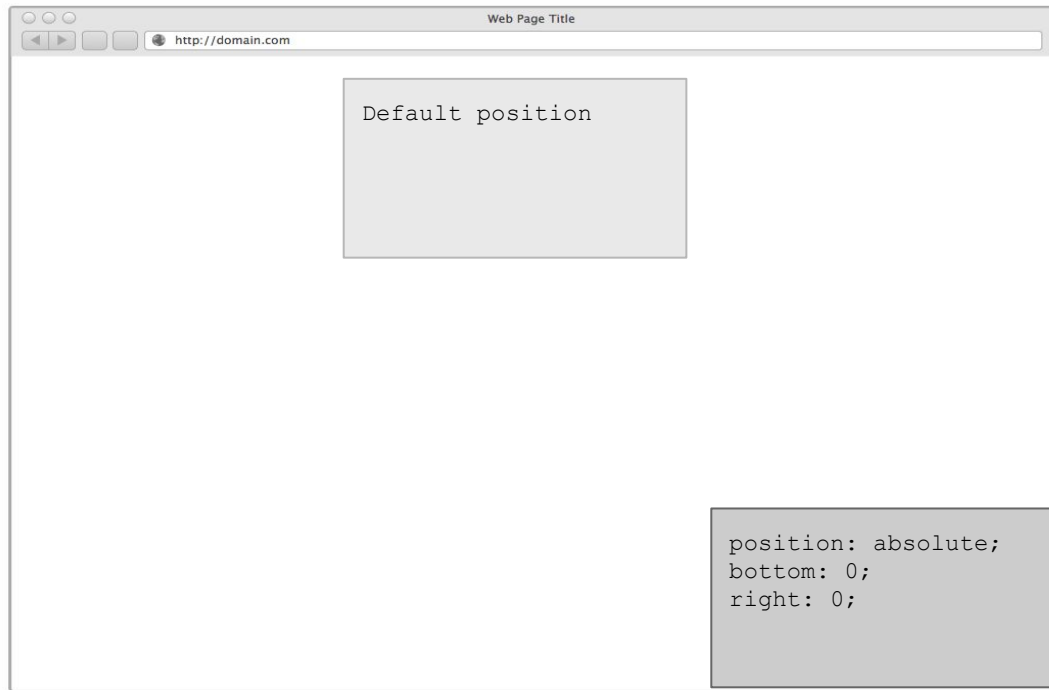 Web Page Title
http://domain.com
Default position
position: absolute;
bottom: 0;
right: 0;